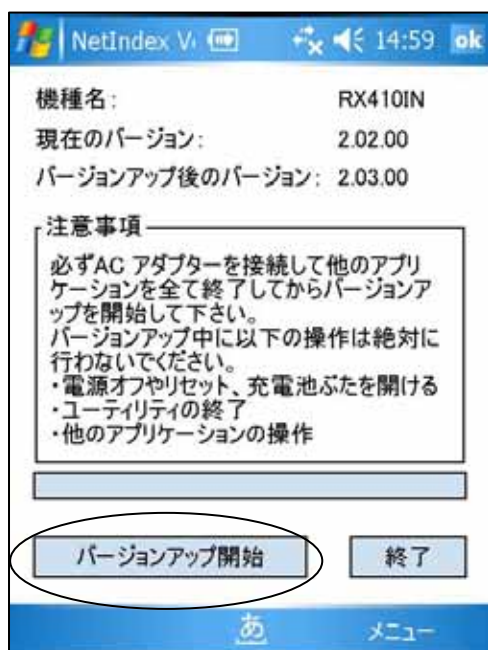 NetIndex V 14:59 ok
機種名: RX410IN
現在のバージョン: 2.02.00
バージョンアップ後のバージョン: 2.03.00
注意事項
必ずAC アダプターを接続して他のアプリ
ケーションを全て終了してからバージョンア
ップを開始して下さい。
バージョンアップ中に以下の操作は絶対に
行わないでください。
・電源オフやリセット、充電池ぶたを開ける
・ユーティリティの終了
・他のアプリケーションの操作
バージョンアップ開始 終了
あ メニュー